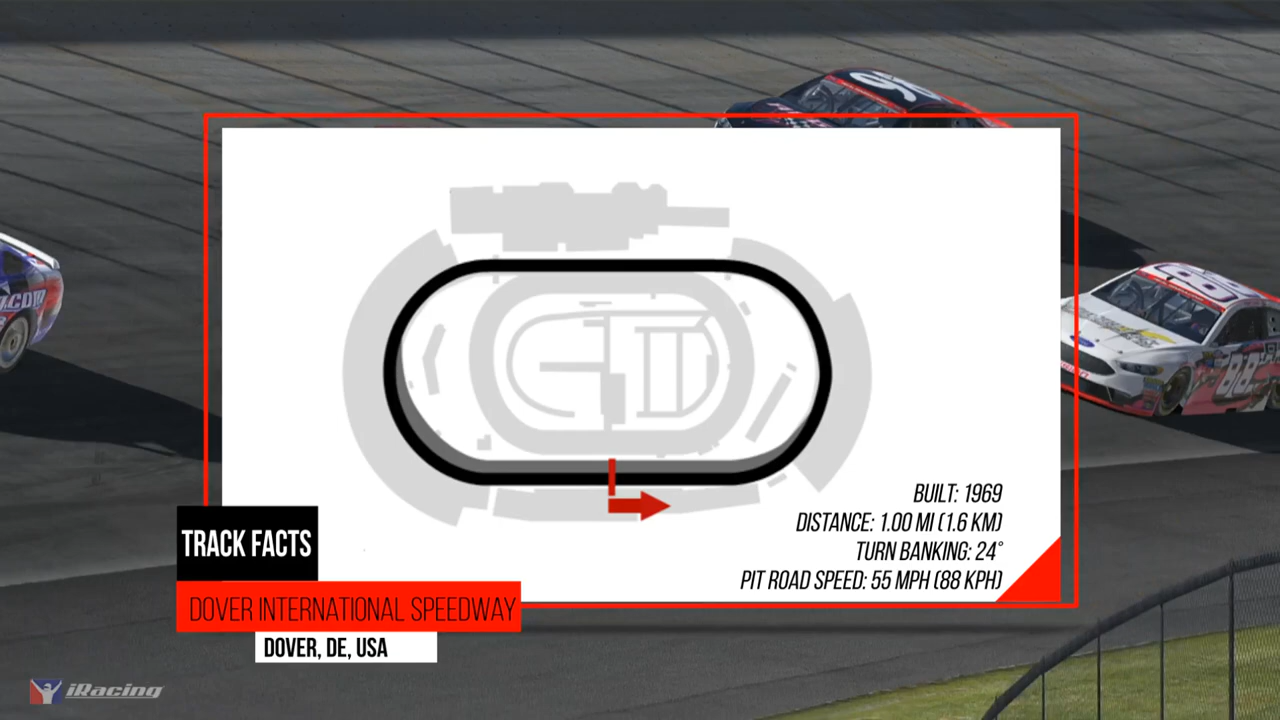 BUILT: 1969
DISTANCE: 1.00 MI (1.6 KM)
TURN BANKING: 24°
PIT ROAD SPEED: 55 MPH (88 KPH)
TRACK FACTS
DOVER INTERNATIONAL SPEEDWAY
DOVER, DE, USA
iRacing
88